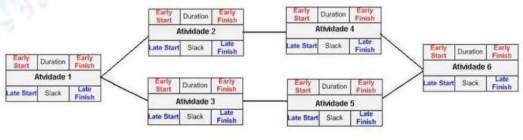 Early Start Duration Early Finish
Atividade 1
Late Start Slack Late Finish
Early Start Duration Early Finish
Atividade 2
Late Start Slack Late Finish
Early Start Duration Early Finish
Atividade 3
Late Start Slack Late Finish
Early Start Duration Early Finish
Atividade 4
Late Start Slack Late Finish
Early Start Duration Early Finish
Atividade 5
Late Start Slack Late Finish
Early Start Duration Early Finish
Atividade 6
Late Start Slack Late Finish